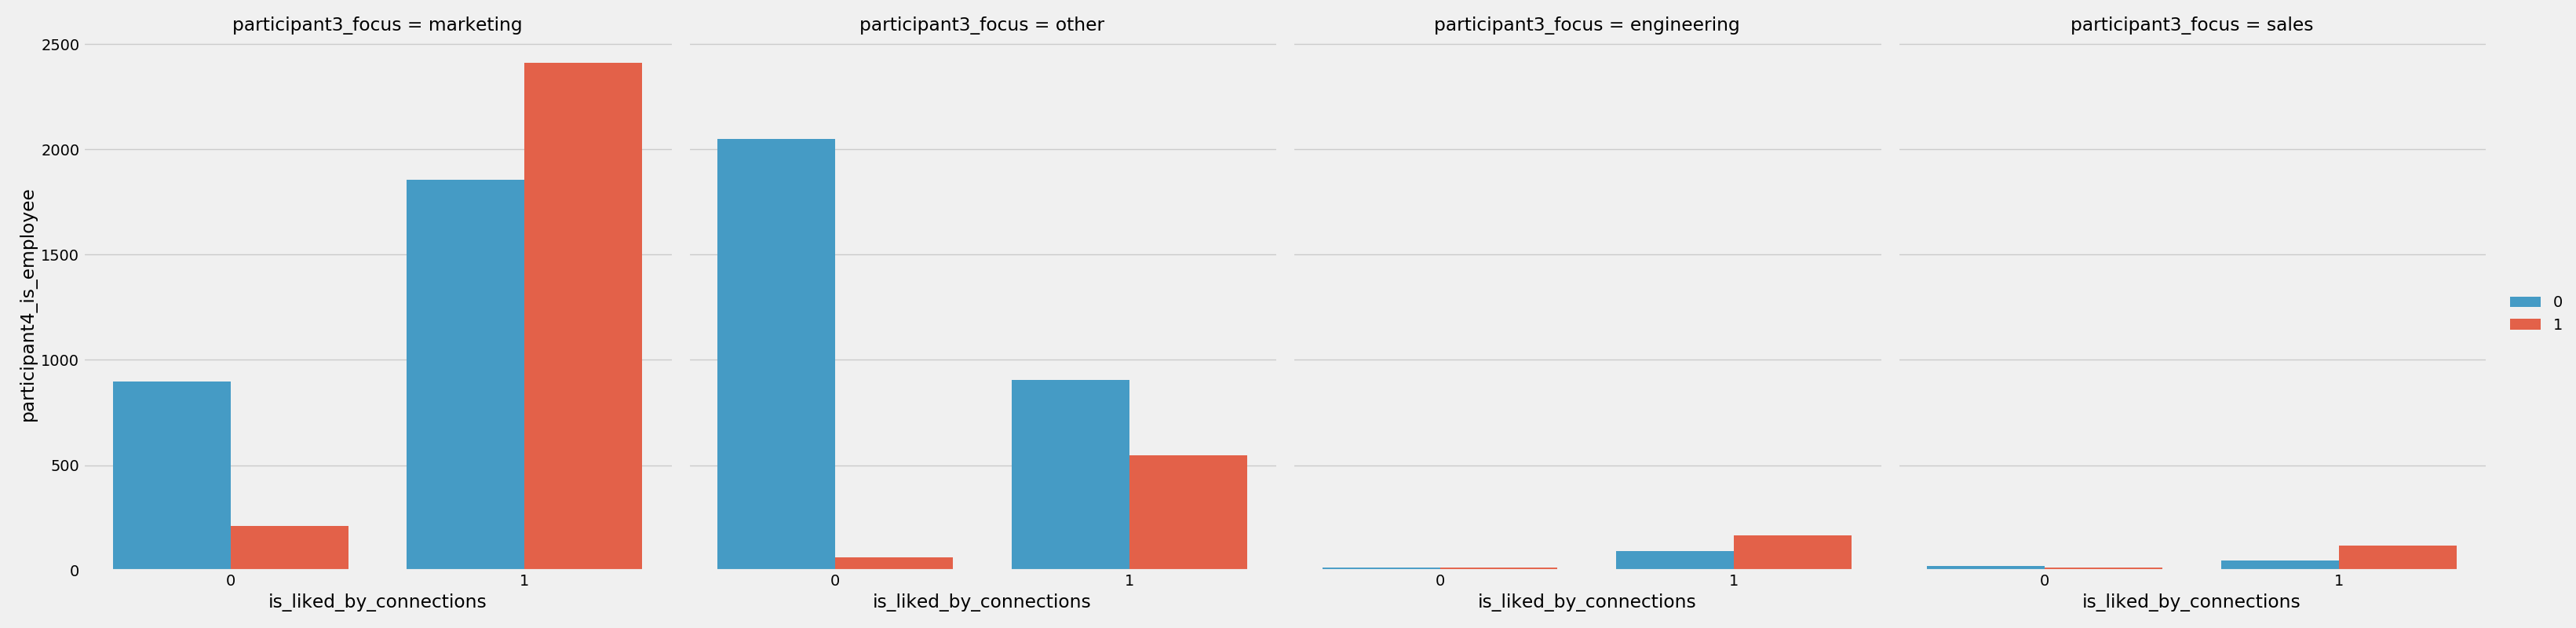 participant3_focus = marketing
participant3_focus = other
participant3_focus = engineering
participant3_focus = sales
participant4_is_employee
2500
2000
1500
1000
500
0
0 1
0 1
0 1
0 1
is_liked_by_connections
is_liked_by_connections
is_liked_by_connections
is_liked_by_connections
0
1